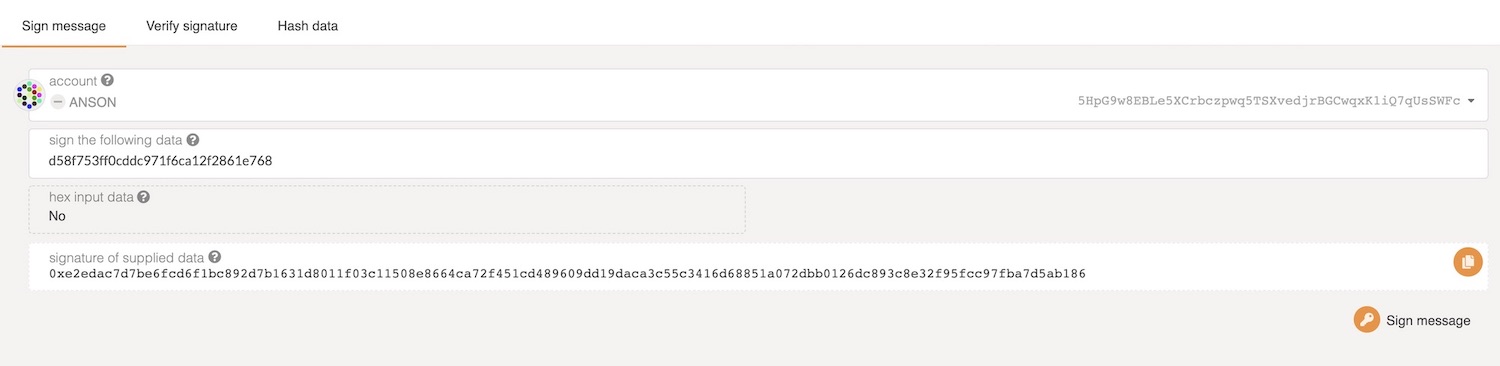 Sign message Verify signature Hash data
account
ANSON 5HpG9w8EBLe5XCrbczpwq5TSXvedjrBGCwqxK1iQ7qUsSWFc
sign the following data
d58f753ff0cddc971f6ca12f2861e768
hex input data
No
signature of supplied data
0xe2edac7d7be6fcd6f1bc892d7b1631d8011f03c11508e8664ca72f451cd489609dd19daca3c55c3416d68851a072dbb0126dc893c8e32f95fcc97fba7d5ab186
Sign message